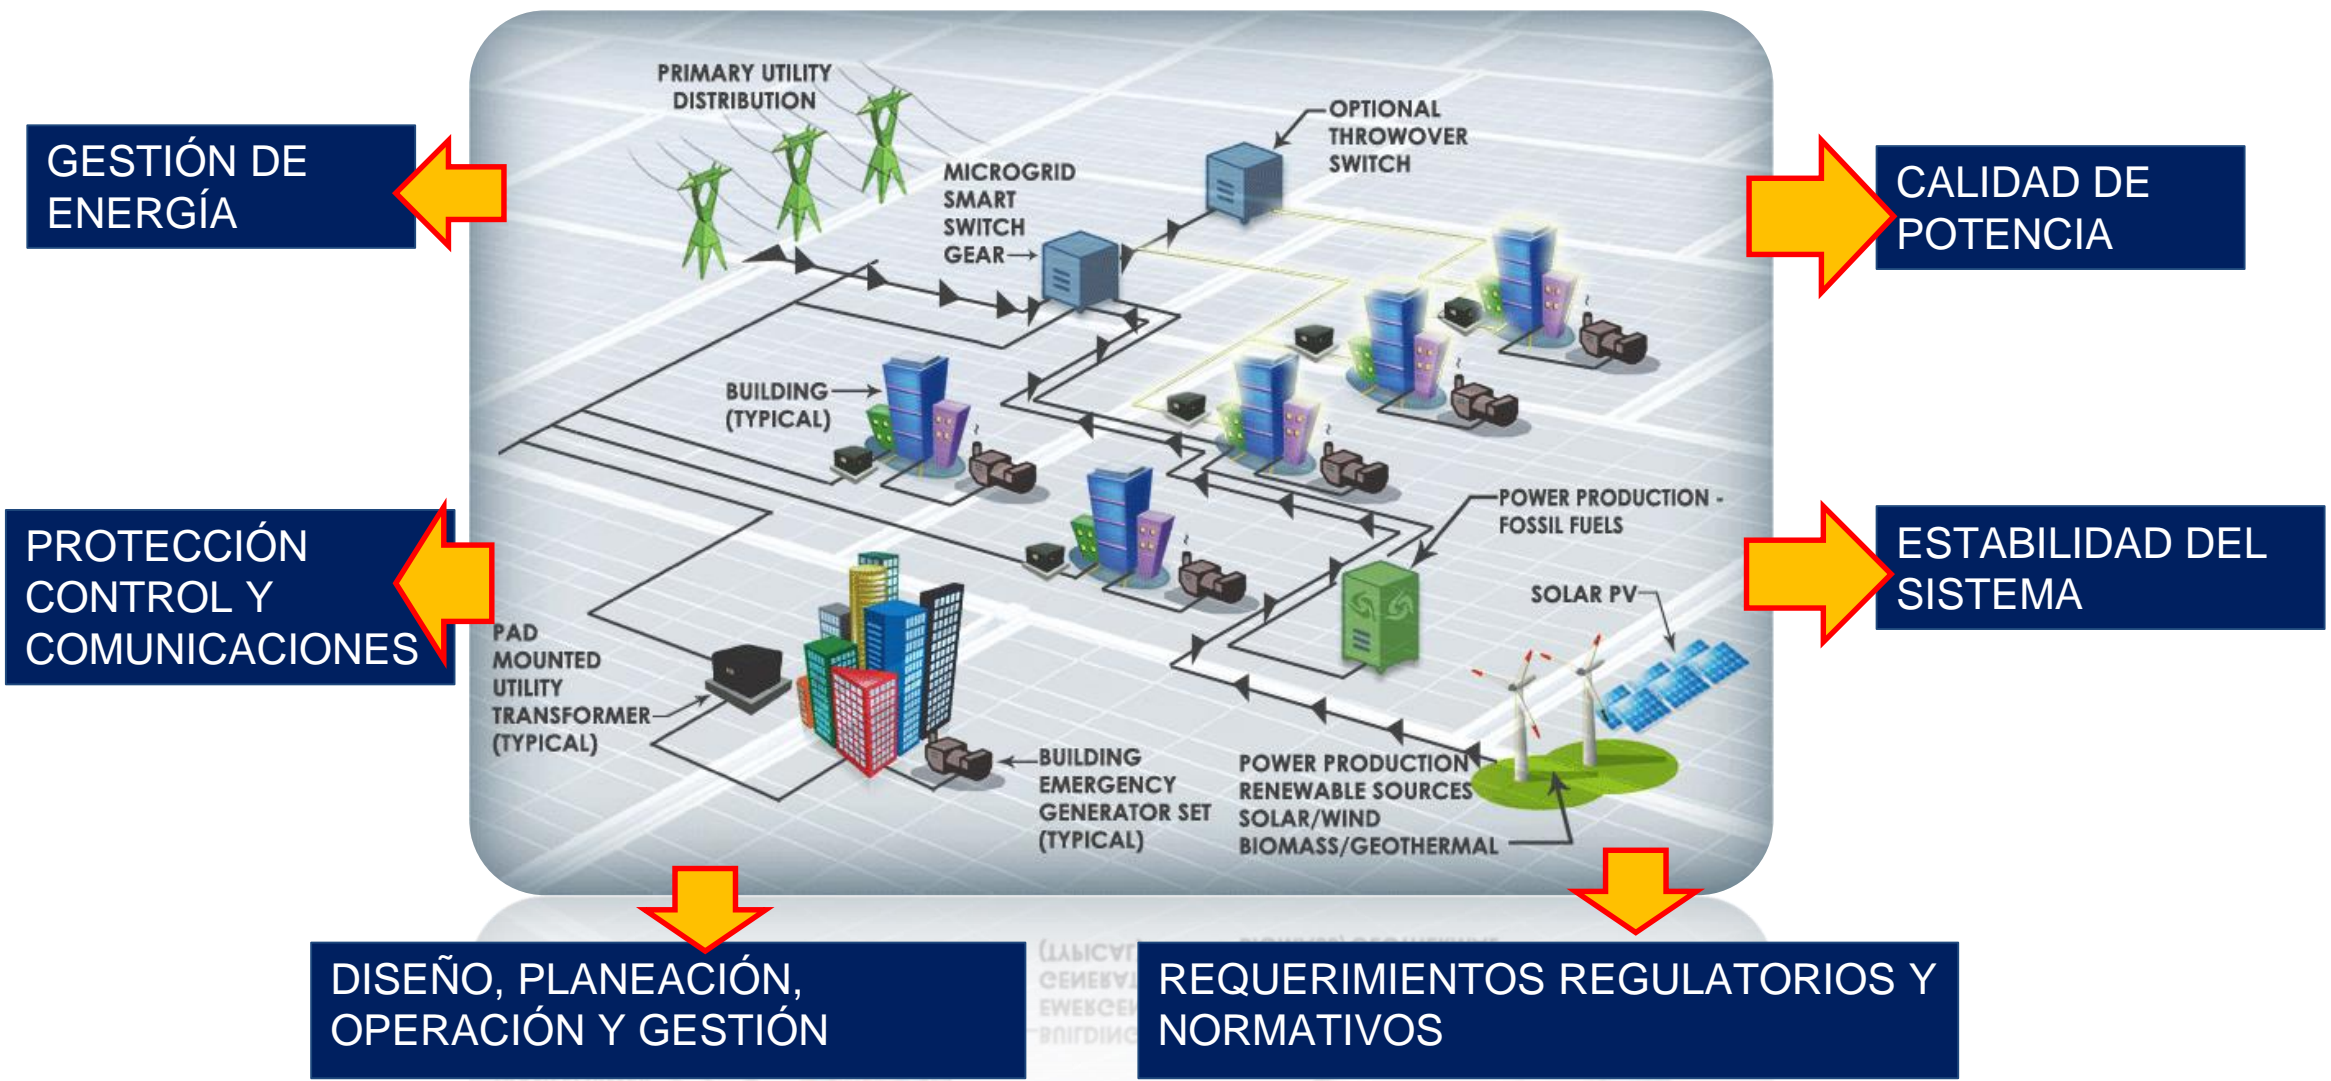 PRIMARY UTILITY
DISTRIBUTION
OPTIONAL
THROWOVER
SWITCH
MICROGRID
SMART
SWITCH
GEAR
GESTIÓN DE
ENERGÍA
CALIDAD DE
POTENCIA
BUILDING
(TYPICAL)
POWER PRODUCTION -
FOSSIL FUELS
PROTECCIÓN
CONTROL Y
COMUNICACIONES
ESTABILIDAD DEL
SISTEMA
SOLAR PV
PAD
MOUNTED
UTILITY
TRANSFORMER
(TYPICAL)
BUILDING
EMERGENCY
GENERATOR SET
(TYPICAL)
POWER PRODUCTION
RENEWABLE SOURCES
SOLAR/WIND
BIOMASS/GEOTHERMAL
DISEÑO, PLANEACIÓN,
OPERACIÓN Y GESTIÓN
REQUERIMIENTOS REGULATORIOS Y
NORMATIVOS